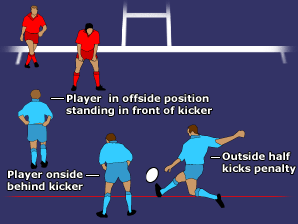 Player in offside position
standing in front of kicker
Outside half
kicks penalty
Player onside
behind kicker